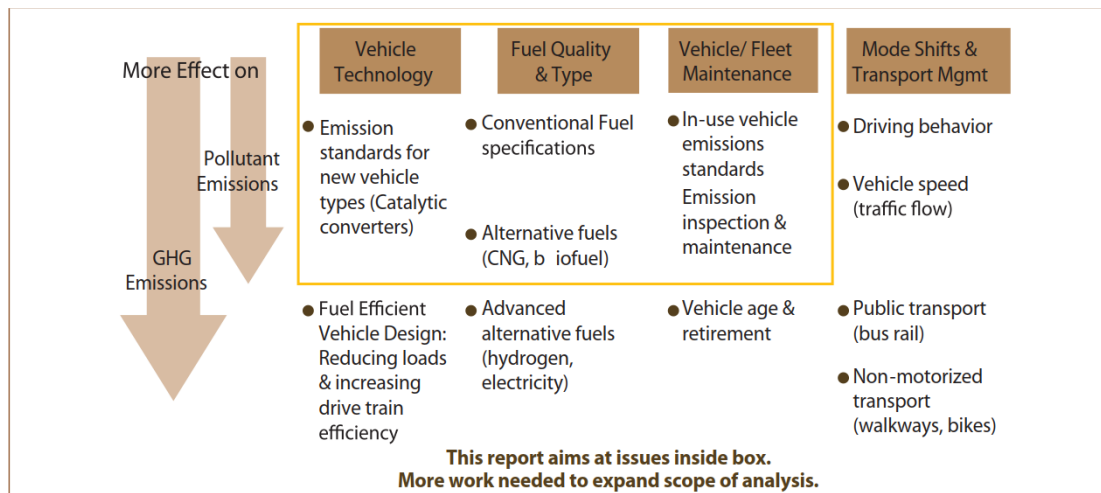 More Effect on
Pollutant
Emissions
GHG
Emissions
Vehicle
Technology
● Emission
standards for
new vehicle
types (Catalytic
converters)
● Fuel Efficient
Vehicle Design:
Reducing loads
& increasing
drive train
efficiency
Fuel Quality
& Type
● Conventional Fuel
specifications
● Alternative fuels
(CNG, b iofuel)
● Advanced
alternative fuels
(hydrogen,
electricity)
Vehicle/ Fleet
Maintenance
● In-use vehicle
emissions
standards
Emission
inspection &
maintenance
● Vehicle age &
retirement
Mode Shifts &
Transport Mgmt
● Driving behavior
● Vehicle speed
(traffic flow)
● Public transport
(bus rail)
● Non-motorized
transport
(walkways, bikes)
This report aims at issues inside box.
More work needed to expand scope of analysis.